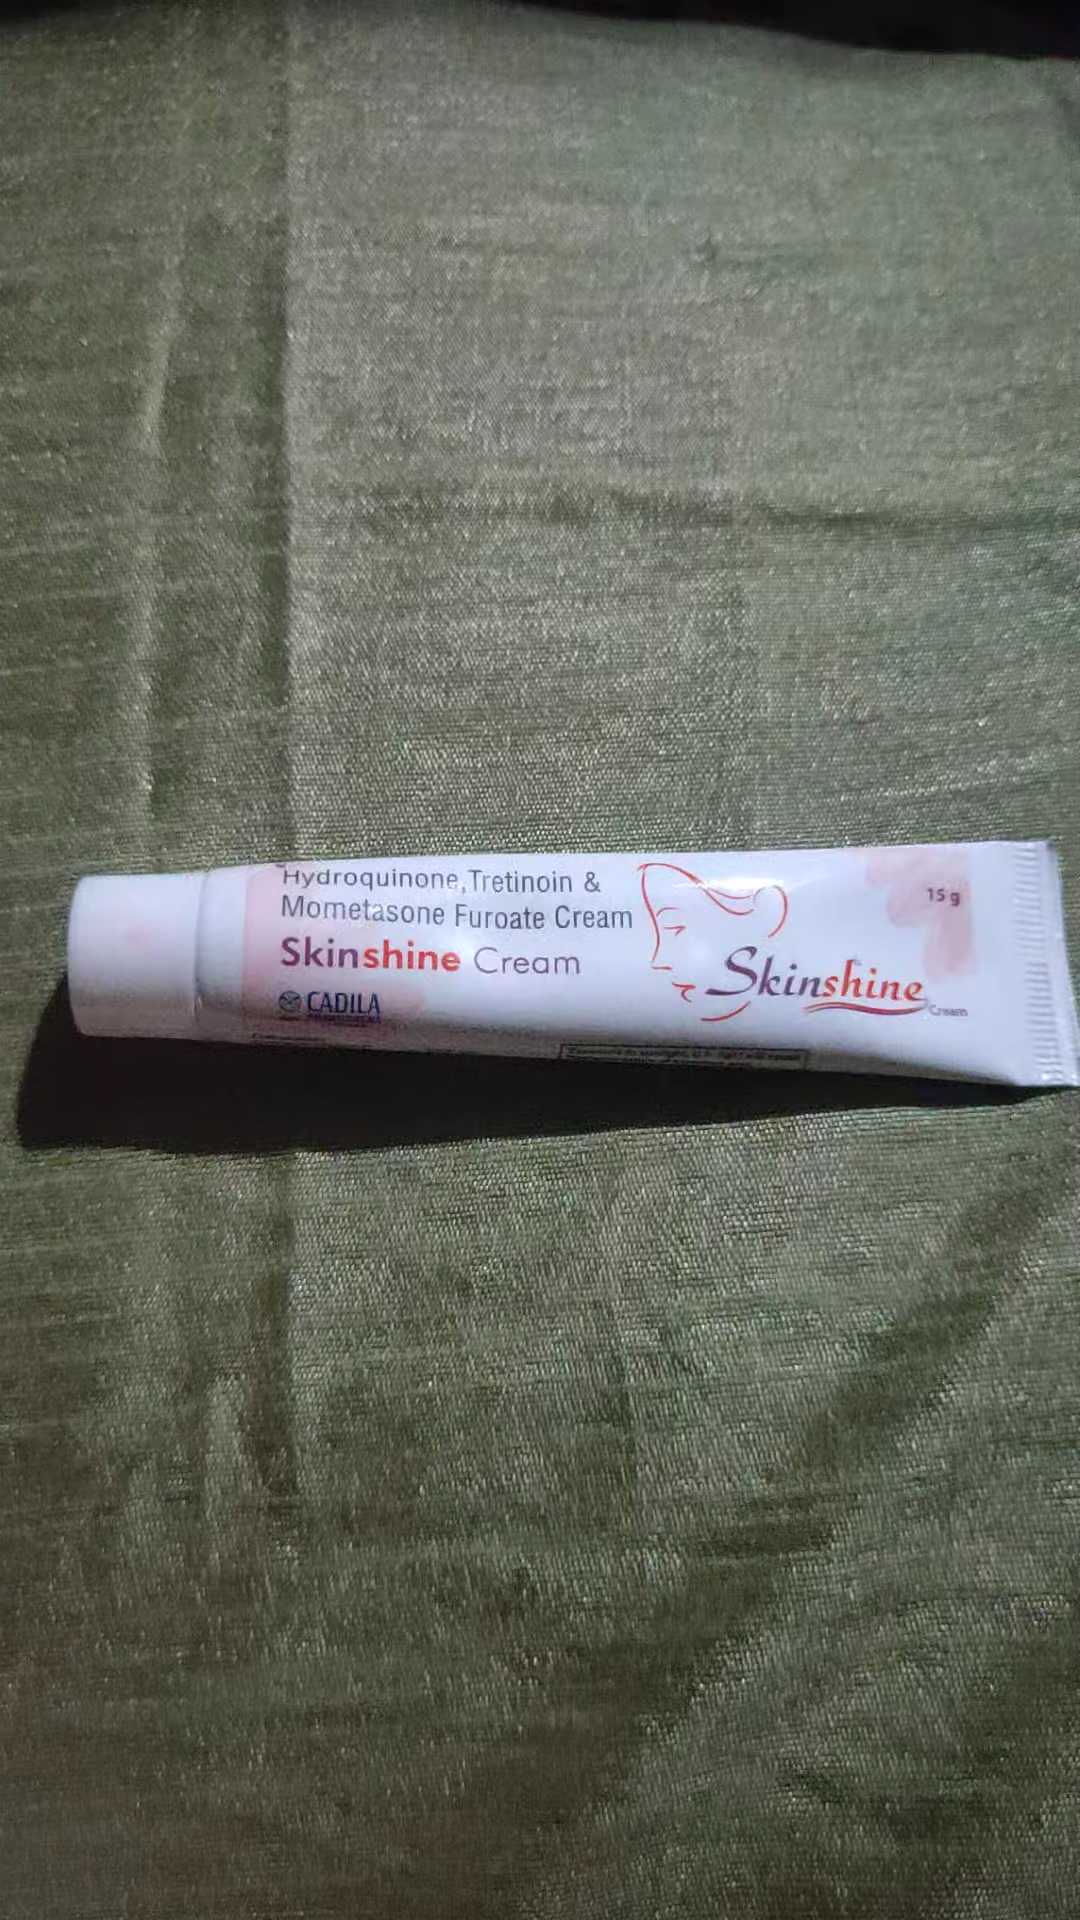 Hydroquinone, Tretinoin &
Mometasone Furoate Cream
Skinshine Cream
CADILA
15 g
Skinshine
Cream